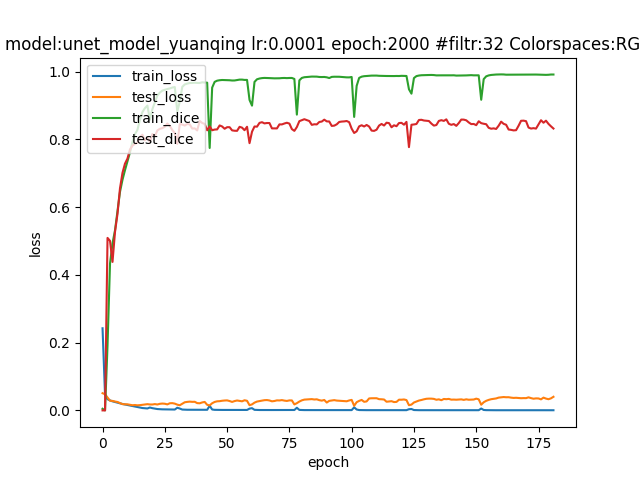 model:unet_model_yuanqing lr:0.0001 epoch:2000 #filtr:32 Colorspaces:RG
1.0
0.8
0.6
0.4
0.2
0.0
loss
train_loss
test_loss
train_dice
test_dice
0 25 50 75 100 125 150 175
epoch